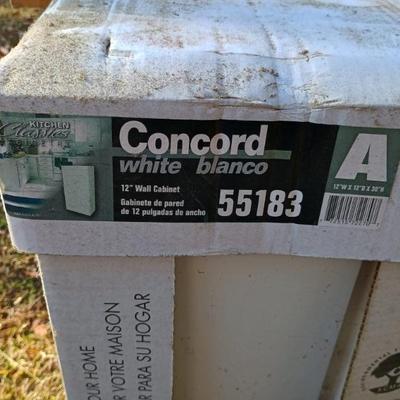 KITCHEN
Classics
Concord
white blanco
12" Wall Cabinet
Gabinete de pared
de 12 pulgadas de ancho
55183
A
12"W X 12"D X 30"H
OUR HOME
R VOTRE MAISON
R PARA SU HOGAR